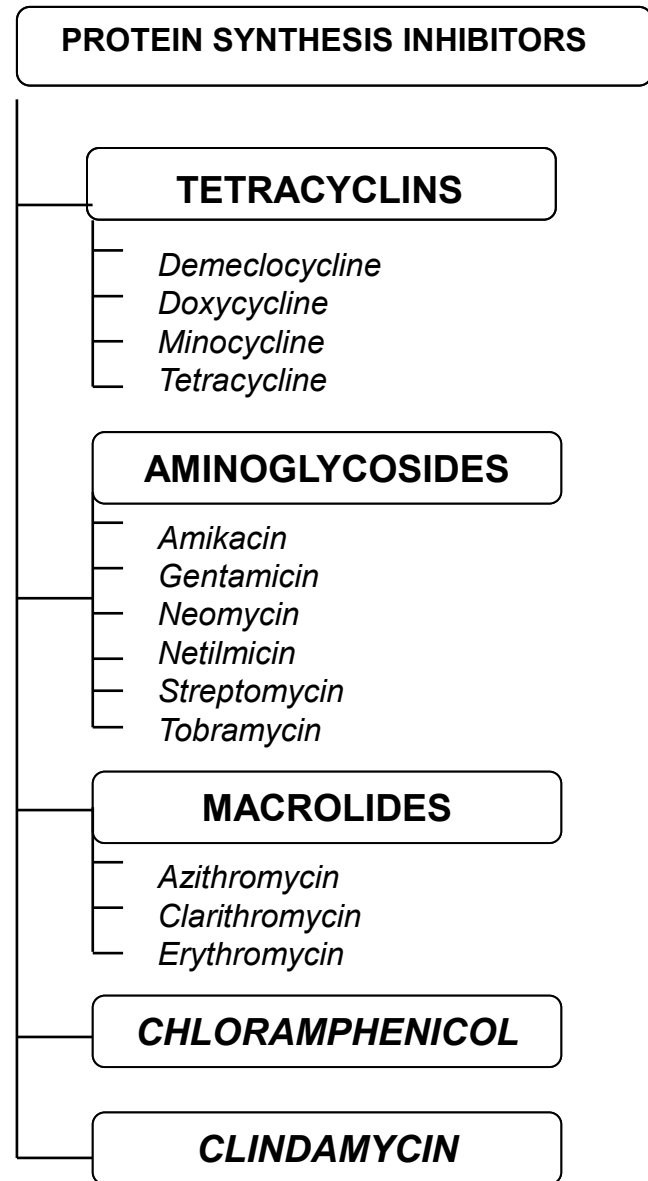 PROTEIN SYNTHESIS INHIBITORS
TETRACYCLINS
Demeclocycline
Doxycycline
Minocycline
Tetracycline
AMINOGLYCOSIDES
Amikacin
Gentamicin
Neomycin
Netilmicin
Streptomycin
Tobramycin
MACROLIDES
Azithromycin
Clarithromycin
Erythromycin
CHLORAMPHENICOL
CLINDAMYCIN